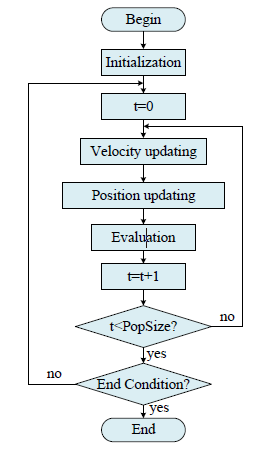 Begin
Initialization
t=0
Velocity updating
Position updating
Evaluation
t=t+1
t<PopSize?
no
yes
no
End Condition?
yes
End